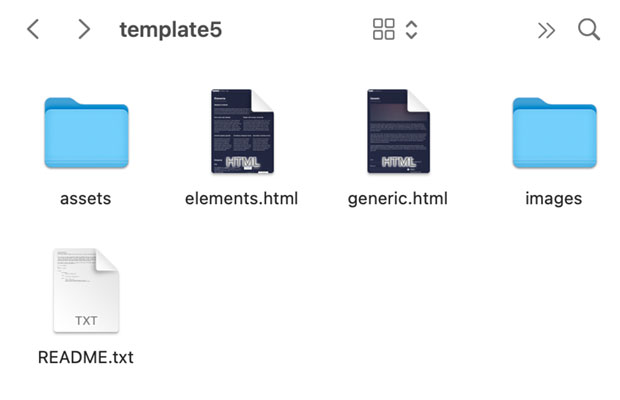 template5
HTML
HTML
assets
elements.html
generic.html
images
TXT
README.txt